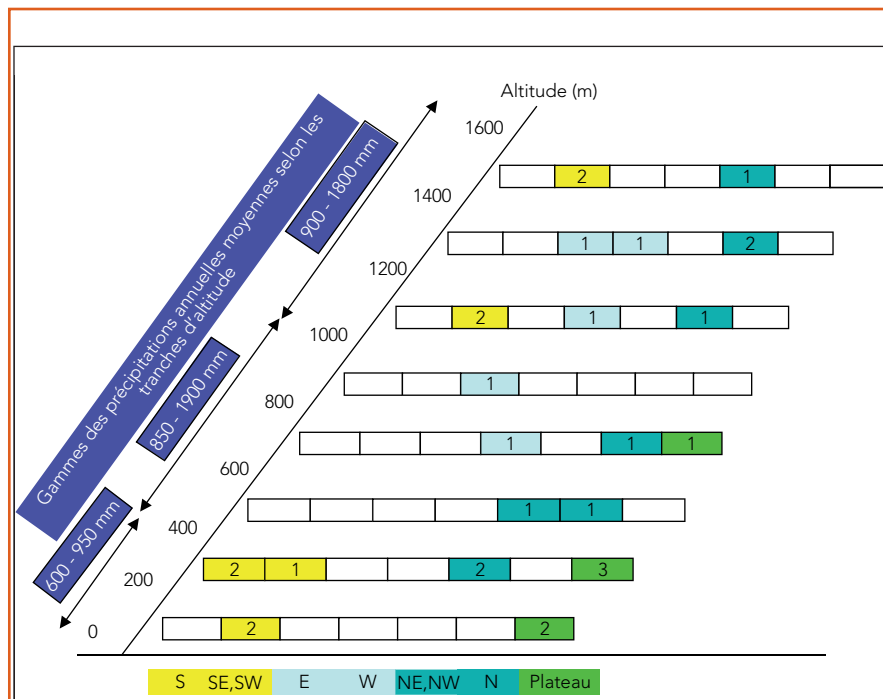 Gammes des précipitations annuelles moyennes selon les
tranches d'altitude
900 - 1800 mm
850 - 1900 mm
600 - 950 mm
Altitude (m)
1600
1400
1200
1000
800
600
400
200
0
2 1
1 1 2
2 1 1
1
1 1 1
1 1
2 1 2 3
2 2
S SE,SW E W NE,NW N Plateau